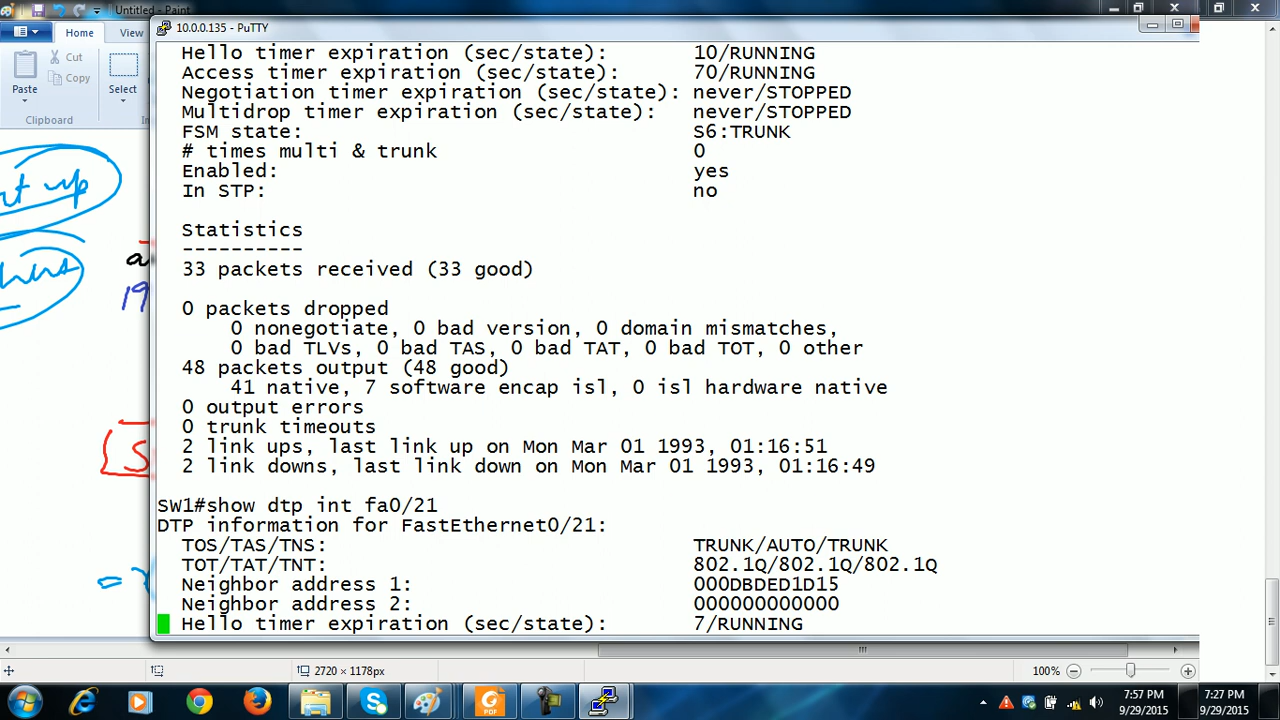 Untitled - Paint
Home View
Cut
Copy
Paste
Select
Clipboard
10.0.0.135 - PuTTY
Hello timer expiration (sec/state): 10/RUNNING
Access timer expiration (sec/state): 70/RUNNING
Negotiation timer expiration (sec/state): never/STOPPED
Multidrop timer expiration (sec/state): never/STOPPED
FSM state: S6:TRUNK
# times multi & trunk 0
Enabled: yes
In STP: no
Statistics
----------
33 packets received (33 good)
0 packets dropped
0 nonegotiate, 0 bad version, 0 domain mismatches,
0 bad TLVs, 0 bad TAS, 0 bad TAT, 0 bad TOT, 0 other
48 packets output (48 good)
41 native, 7 software encap isl, 0 isl hardware native
0 output errors
0 trunk timeouts
2 link ups, last link up on Mon Mar 01 1993, 01:16:51
2 link downs, last link down on Mon Mar 01 1993, 01:16:49
SW1#show dtp int fa0/21
DTP information for FastEthernet0/21:
TOS/TAS/TNS: TRUNK/AUTO/TRUNK
TOT/TAT/TNT: 802.1Q/802.1Q/802.1Q
Neighbor address 1: 000DBDED1D15
Neighbor address 2: 000000000000
Hello timer expiration (sec/state): 7/RUNNING
up
2720 × 1178px
100%
PDF
7:57 PM
9/29/2015
7:27 PM
9/29/2015